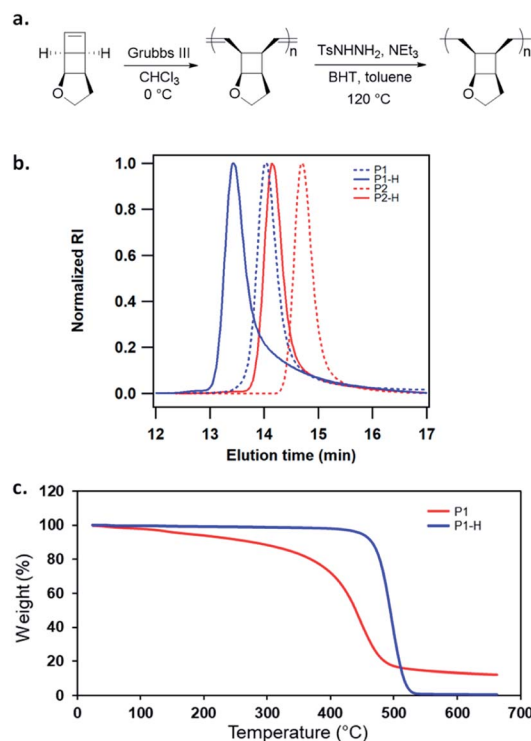 a.
H
H
O
Grubbs III
CHCl3
0 °C
n
O
TsNHNH2, NEt3
BHT, toluene
120 °C
n
O
b.
Normalized RI
1.0
0.8
0.6
0.4
0.2
0.0
P1
P1-H
P2
P2-H
12 13 14 15 16 17
Elution time (min)
c.
Weight (%)
120
100
80
60
40
20
0
P1
P1-H
0 100 200 300 400 500 600 700
Temperature (°C)